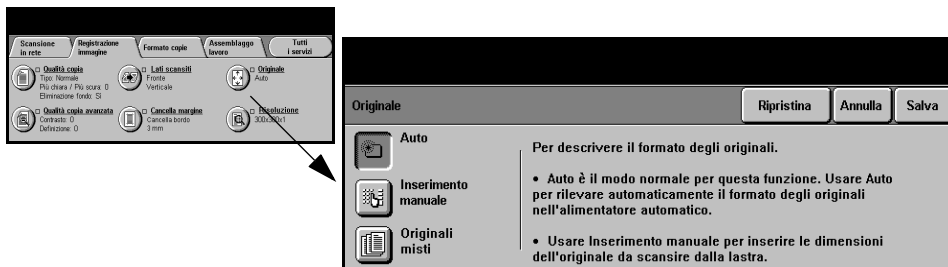 Scansione in rete
Registrazione immagine
Formato copie
Assemblaggo lavoro
Tutti i servizi
Qualità copia
Tipo: Normale
Più chiara / Più scura: 0
Eliminazione fondo: Sì
Lati scansiti
Fronte
Verticale
Originale
Auto
Qualità copia avanzata
Contrasto: 0
Definizione: 0
Cancella margine
Cancella bordo
3 mm
Risoluzione
300x300x1
Originale
Ripristina
Annulla
Salva
Auto
Inserimento
manuale
Originali
misti
Per descrivere il formato degli originali.
• Auto è il modo normale per questa funzione. Usare Auto
per rilevare automaticamente il formato degli originali
nell'alimentatore automatico.
• Usare Inserimento manuale per inserire le dimensioni
dell'originale da scansire dalla lastra.